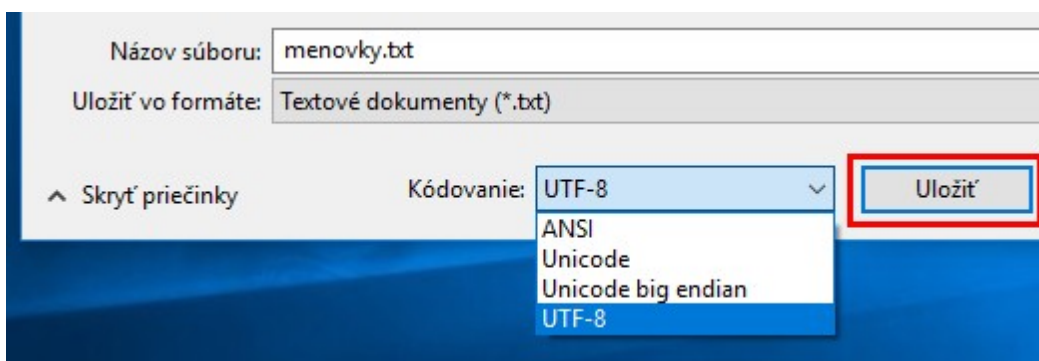 Názov súboru: menovky.txt
Uložiť vo formáte: Textové dokumenty (*.txt)
Skryť priečinky Kódovanie: UTF-8 Uložiť
ANSI
Unicode
Unicode big endian
UTF-8